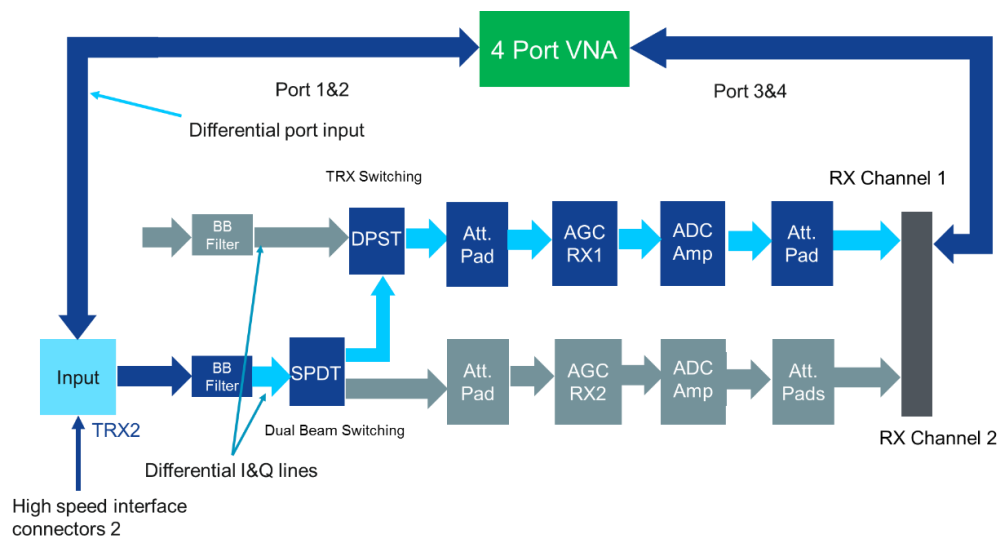 4 Port VNA
Port 1&2
Port 3&4
Differential port input
TRX Switching
RX Channel 1
BB
Filter
DPST
Att.
Pad
AGC
RX1
ADC
Amp
Att.
Pad
Input
BB
Filter
SPDT
Att.
Pad
AGC
RX2
ADC
Amp
Att.
Pads
TRX2
Dual Beam Switching
RX Channel 2
Differential I&Q lines
High speed interface
connectors 2